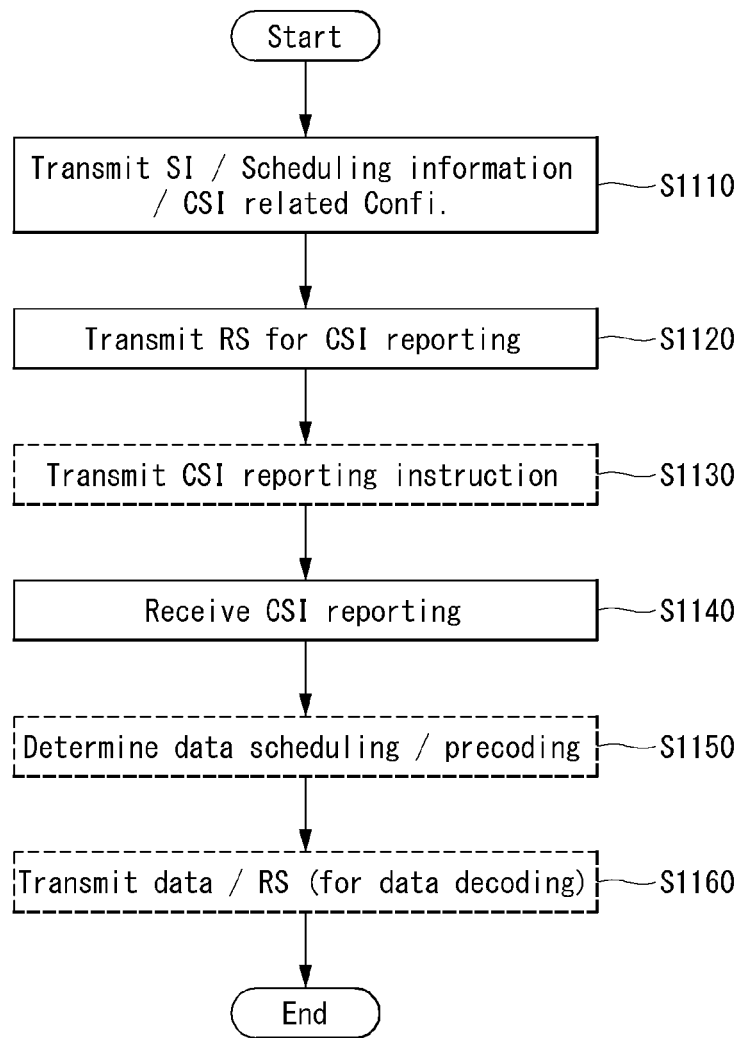 Start
Transmit SI / Scheduling information
/ CSI related Confi.
S1110
Transmit RS for CSI reporting
S1120
Transmit CSI reporting instruction
S1130
Receive CSI reporting
S1140
Determine data scheduling / precoding
S1150
Transmit data / RS (for data decoding)
S1160
End